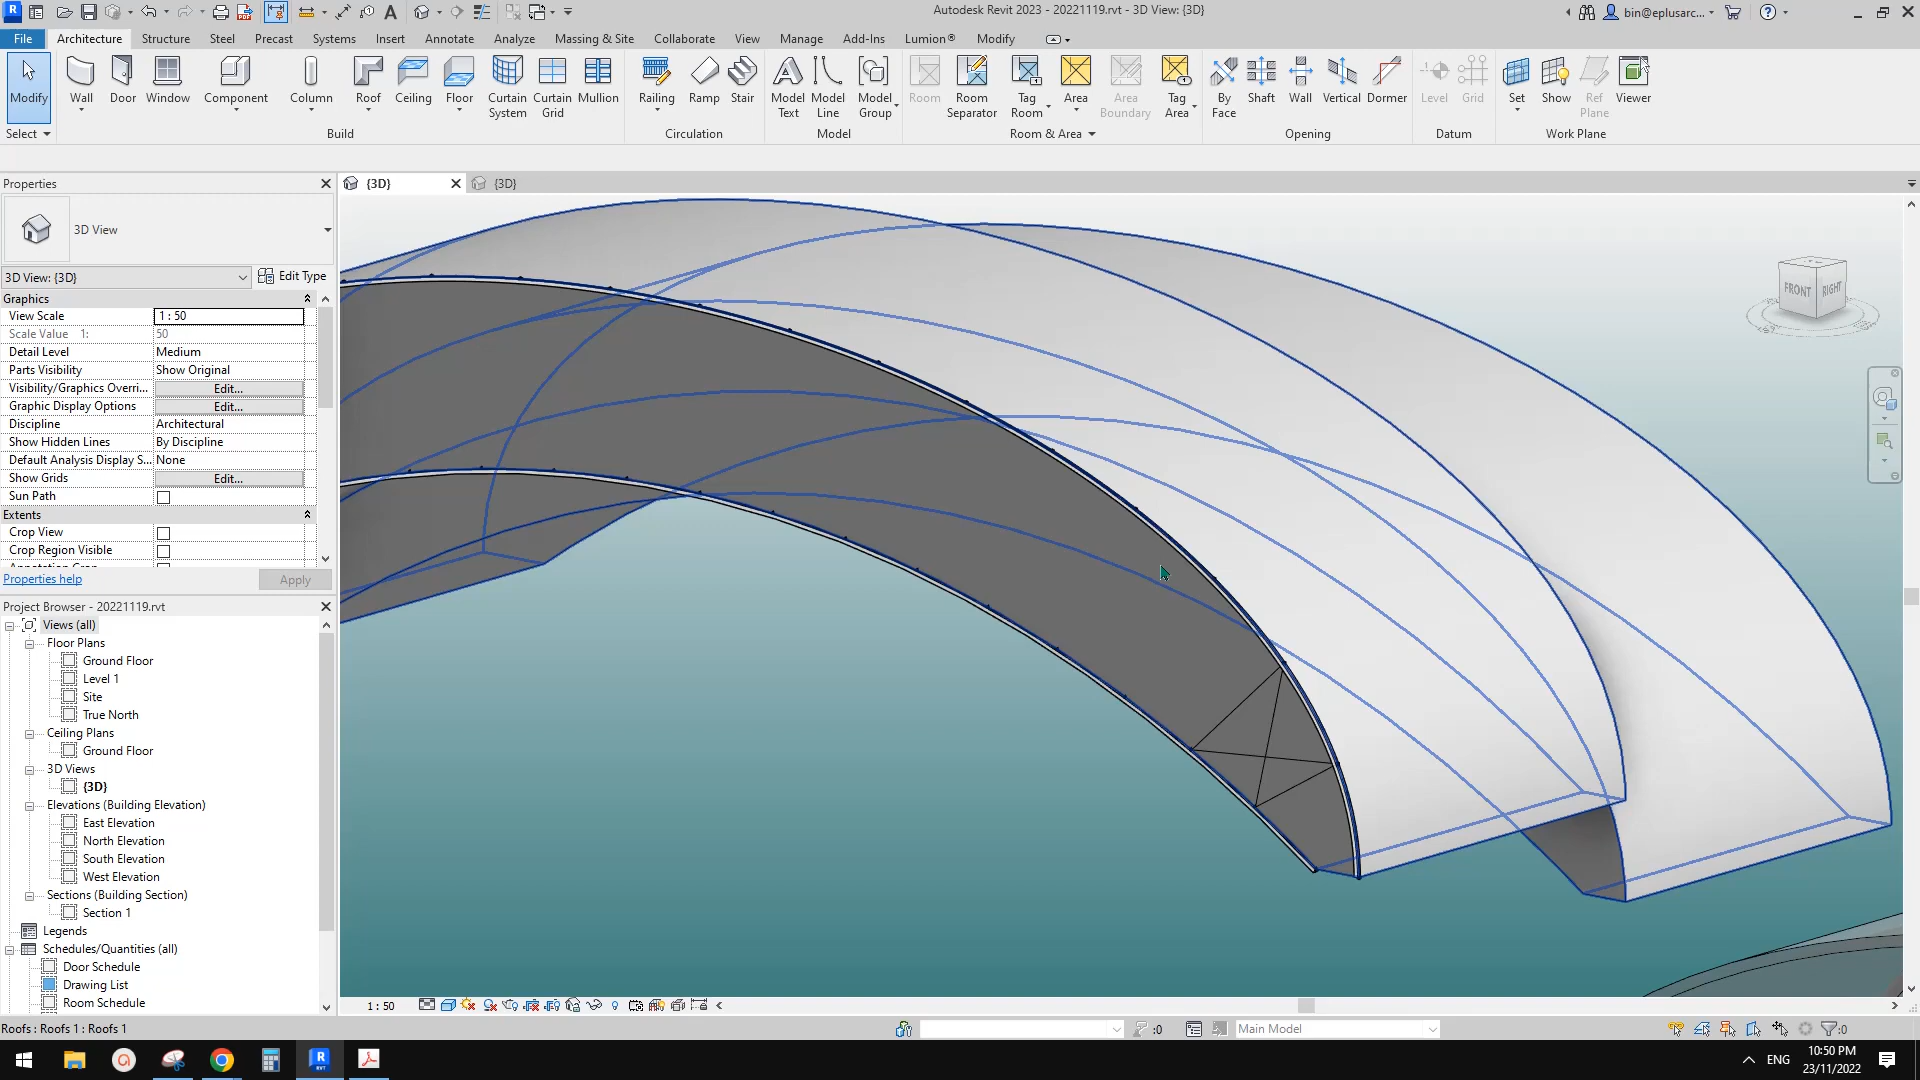 Autodesk Revit 2023 - 20221119.rvt - 3D View: {3D}
bin@eplusarc...
File Architecture Structure Steel Precast Systems Insert Annotate Analyze Massing & Site Collaborate View Manage Add-Ins Lumion® Modify
Modify Wall Door Window Component Column Roof Ceiling Floor Curtain System Curtain Grid Mullion Railing Ramp Stair Model Text Model Line Model Group Room Room Separator Tag Room Area Area Boundary Tag Area By Face Shaft Wall Vertical Dormer Level Grid Set Show Ref Plane Viewer
Select Build Circulation Model Room & Area Opening Datum Work Plane
Properties
{3D} {3D}
3D View
3D View: {3D} Edit Type
Graphics
View Scale 1 : 50
Scale Value 1: 50
Detail Level Medium
Parts Visibility Show Original
Visibility/Graphics Overri... Edit...
Graphic Display Options Edit...
Discipline Architectural
Show Hidden Lines By Discipline
Default Analysis Display S... None
Show Grids Edit...
Sun Path
Extents
Crop View
Crop Region Visible
Properties help Apply
FRONT RIGHT
Project Browser - 20221119.rvt
Views (all)
Floor Plans
Ground Floor
Level 1
Site
True North
Ceiling Plans
Ground Floor
3D Views
{3D}
Elevations (Building Elevation)
East Elevation
North Elevation
South Elevation
West Elevation
Sections (Building Section)
Section 1
Legends
Schedules/Quantities (all)
Door Schedule
Drawing List
Room Schedule
1 : 50
Roofs : Roofs 1 : Roofs 1
:0
Main Model
:0
ENG
10:50 PM
23/11/2022